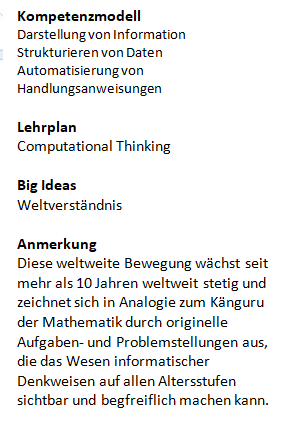 Kompetenzmodell
Darstellung von Information
Strukturieren von Daten
Automatisierung von
Handlungsanweisungen
Lehrplan
Computational Thinking
Big Ideas
Weltverständnis
Anmerkung
Diese weltweite Bewegung wächst seit
mehr als 10 Jahren weltweit stetig und
zeichnet sich in Analogie zum Känguru
der Mathematik durch originelle
Aufgaben- und Problemstellungen aus,
die das Wesen informatischer
Denkweisen auf allen Altersstufen
sichtbar und begfreiflich machen kann.